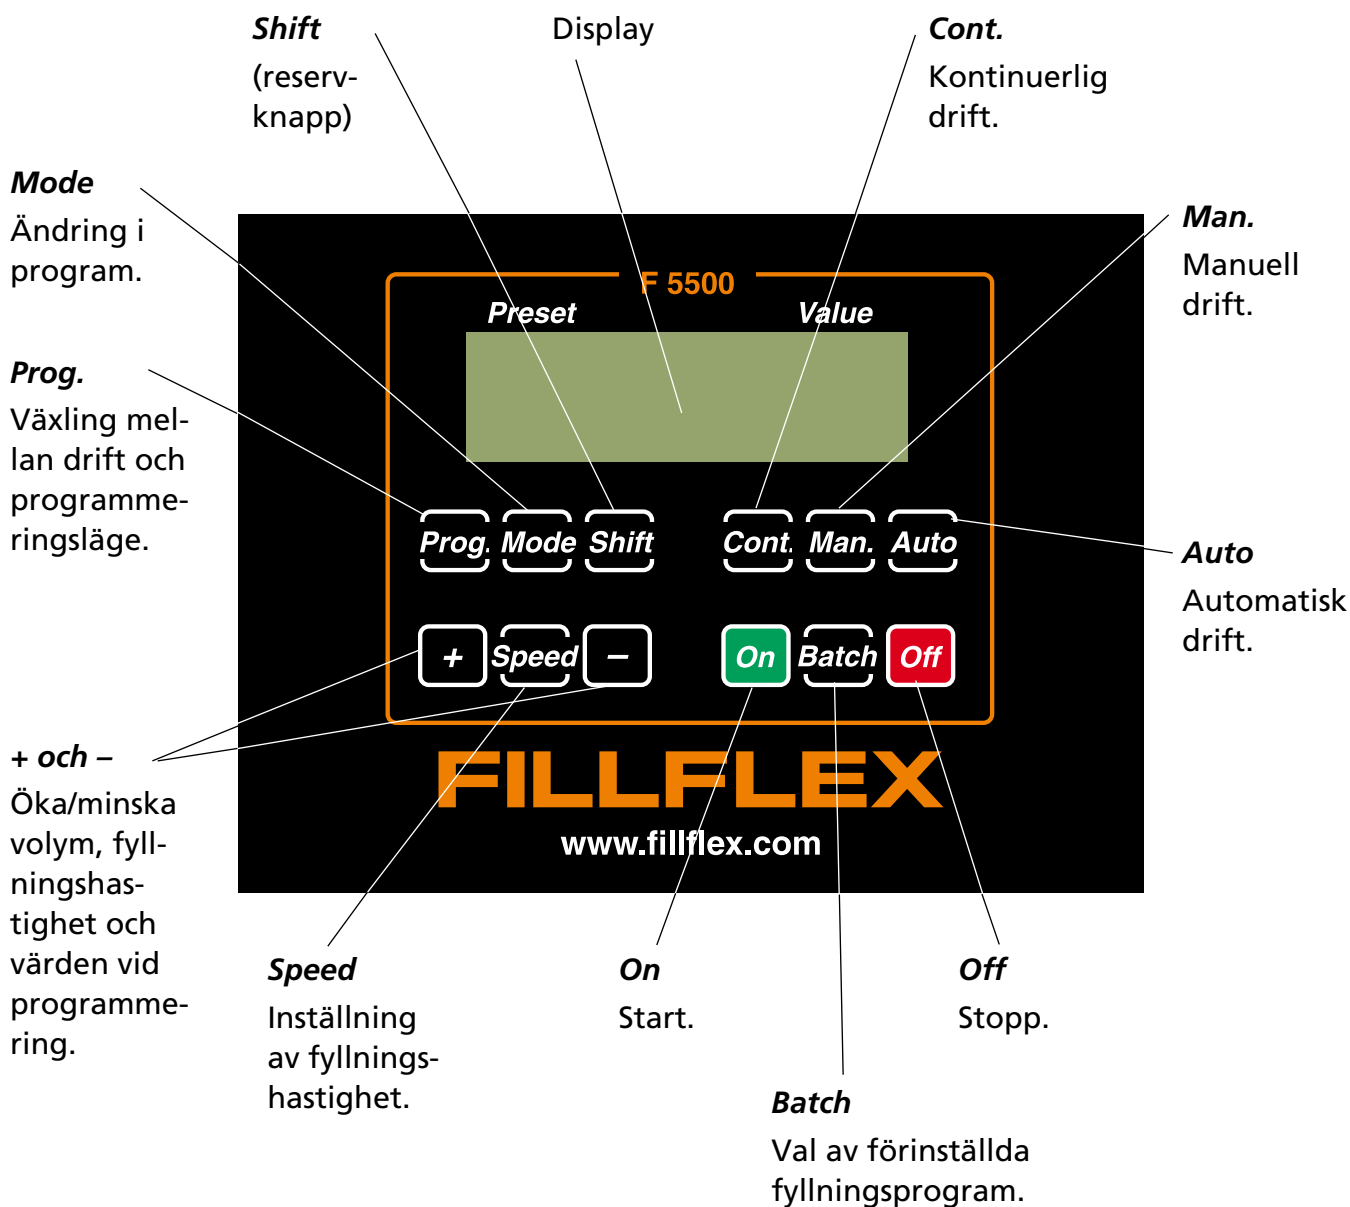 Shift
(reserv-
knapp)
Display
Cont.
Kontinuerlig
drift.
Mode
Ändring i
program.
Man.
Manuell
drift.
Prog.
Växling mel-
lan drift och
programme-
ringsläge.
F 5500
Preset Value
Prog. Mode Shift Cont. Man. Auto
+ Speed – On Batch Off
FILLFLEX
www.fillflex.com
Auto
Automatisk
drift.
+ och –
Öka/minska
volym, fyll-
ningshas-
tighet och
värden vid
programme-
ring.
Speed
Inställning
av fyllnings-
hastighet.
On
Start.
Off
Stopp.
Batch
Val av förinställda
fyllningsprogram.